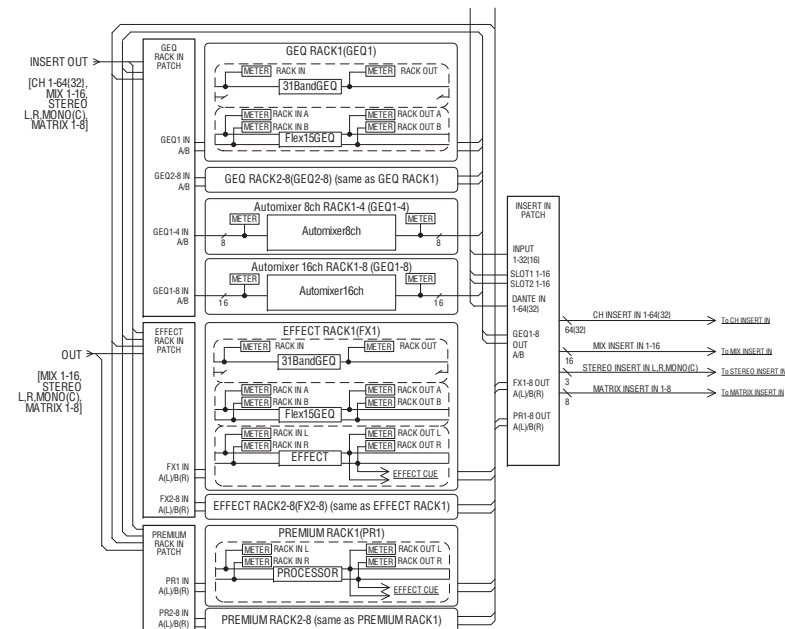 INSERT OUT
[CH 1-64(32),
MIX 1-16,
STEREO
L,R,MONO(C),
MATRIX 1-8]
OUT
[MIX 1-16,
STEREO
L,R,MONO(C),
MATRIX 1-8]
GEQ
RACK IN
PATCH
GEQ1 IN
A/B
GEQ2-8 IN
A/B
GEQ1-4 IN
A/B
GEQ1-8 IN
A/B
EFFECT
RACK IN
PATCH
FX1 IN
A(L)/B(R)
FX2-8 IN
A(L)/B(R)
PREMIUM
RACK IN
PATCH
PR1 IN
A(L)/B(R)
PR2-8 IN
A(L)/B(R)
GEQ RACK1(GEQ1)
METER RACK IN METER RACK OUT
31BandGEQ
METER RACK IN A METER RACK OUT A
METER RACK IN B METER RACK OUT B
Flex15GEQ
GEQ RACK2-8(GEQ2-8) (same as GEQ RACK1)
Automixer 8ch RACK1-4 (GEQ1-4)
METER METER
Automixer8ch
8 8
Automixer 16ch RACK1-8 (GEQ1-8)
METER METER
Automixer16ch
16 16
EFFECT RACK1(FX1)
METER RACK IN METER RACK OUT
31BandGEQ
METER RACK IN A METER RACK OUT A
METER RACK IN B METER RACK OUT B
Flex15GEQ
METER RACK IN L METER RACK OUT L
METER RACK IN R METER RACK OUT R
EFFECT
EFFECT CUE
EFFECT RACK2-8(FX2-8) (same as EFFECT RACK1)
PREMIUM RACK1(PR1)
METER RACK IN L METER RACK OUT L
METER RACK IN R METER RACK OUT R
PROCESSOR
EFFECT CUE
PREMIUM RACK2-8 (same as PREMIUM RACK1)
INSERT IN
PATCH
INPUT
1-32(16)
SLOT1 1-16
SLOT2 1-16
DANTE IN
1-64(32)
GEQ1-8
OUT
A/B
FX1-8 OUT
A(L)/B(R)
PR1-8 OUT
A(L)/B(R)
CH INSERT IN 1-64(32) To CH INSERT IN
64(32)
MIX INSERT IN 1-16 To MIX INSERT IN
16
STEREO INSERT IN L,R,MONO(C) To STEREO INSERT IN
3
MATRIX INSERT IN 1-8 To MATRIX INSERT IN
8